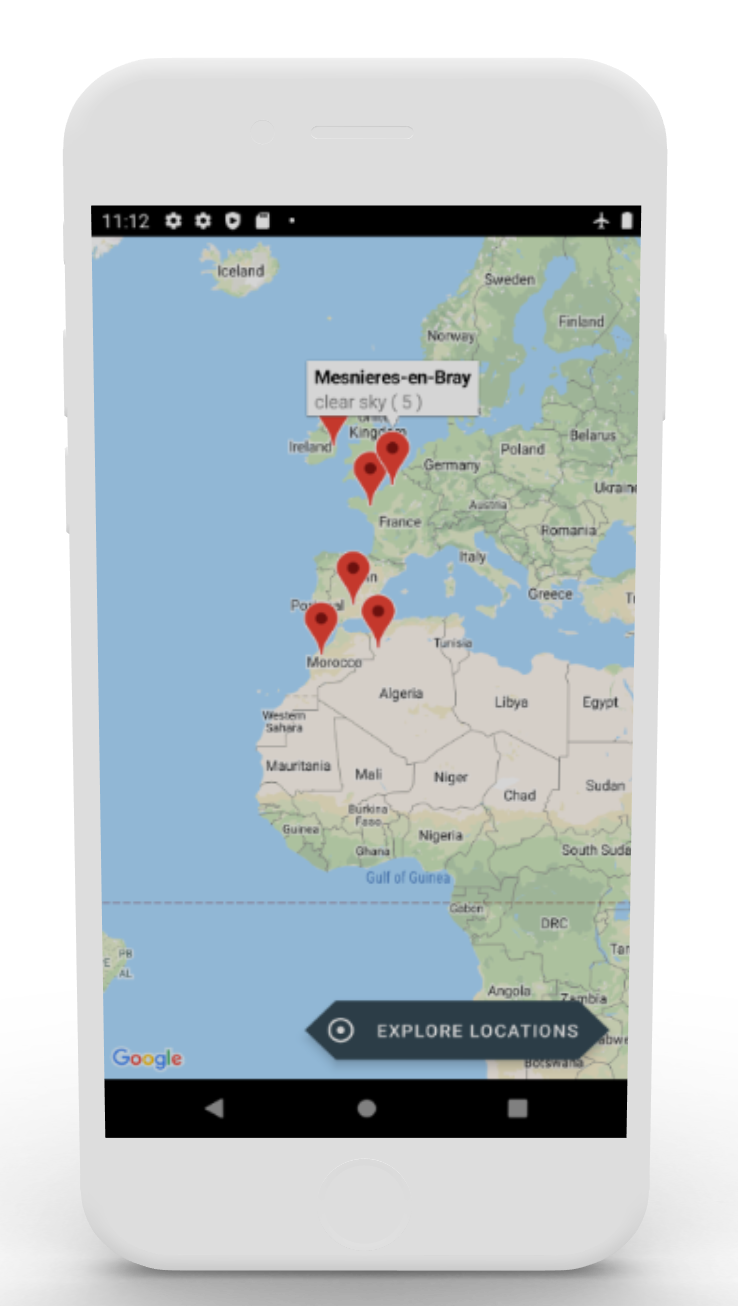 11:12
Iceland
Sweden
Finland
Norway
Mesnieres-en-Bray
clear sky ( 5 )
Kingdom
Ireland
Belarus
Poland
Germany
Ukraine
Austria
France
Romania
Italy
Greece
Tunisia
Morocco
Algeria
Libya
Egypt
Western
Sahara
Mauritania
Mali
Niger
Chad
Sudan
Burkina
Faso
Guinea
Nigeria
Ghana
South Suda
Gulf of Guinea
Gabon
DRC
PB
AL
Angola
Zambia
EXPLORE LOCATIONS
Botswana
Google